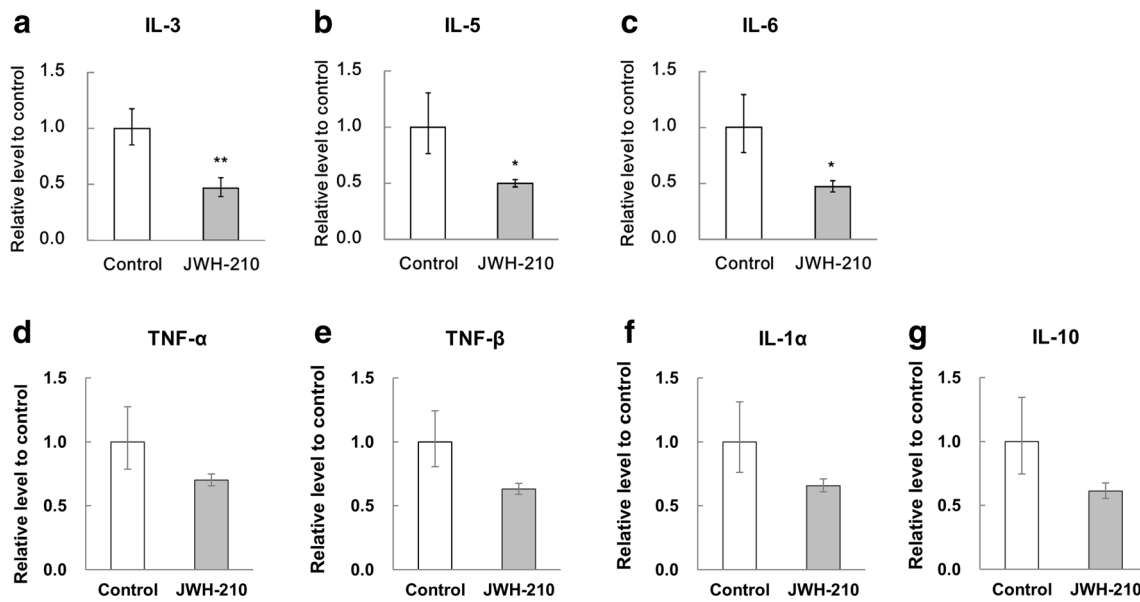 a IL-3
Relative level to control
1.5
1.0
0.5
0.0
**
Control JWH-210
b IL-5
Relative level to control
1.5
1.0
0.5
0.0
*
Control JWH-210
c IL-6
Relative level to control
1.5
1.0
0.5
0.0
*
Control JWH-210
d TNF-α
Relative level to control
1.5
1.0
0.5
0.0
Control JWH-210
e TNF-β
Relative level to control
1.5
1.0
0.5
0.0
Control JWH-210
f IL-1α
Relative level to control
1.5
1.0
0.5
0.0
Control JWH-210
g IL-10
Relative level to control
1.5
1.0
0.5
0.0
Control JWH-210